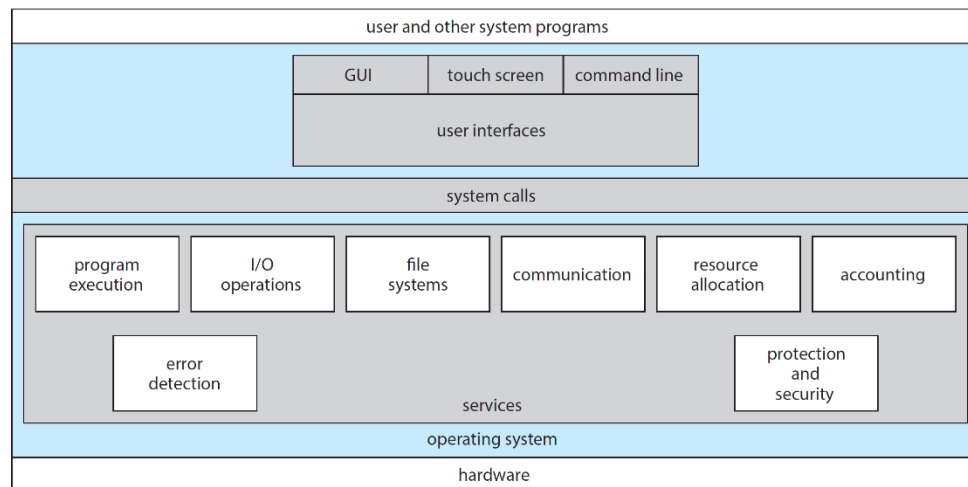 user and other system programs
GUI
touch screen
command line
user interfaces
system calls
program
execution
I/O
operations
file
systems
communication
resource
allocation
accounting
error
detection
protection
and
security
services
operating system
hardware